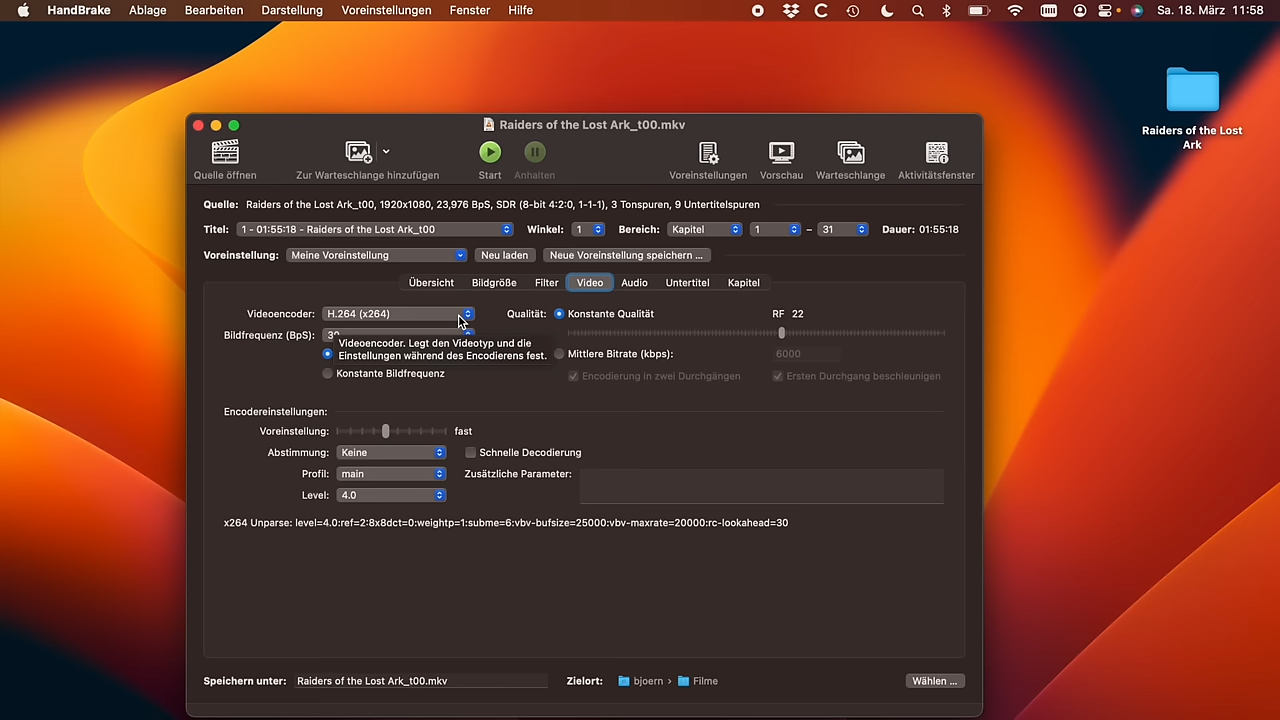 HandBrake Ablage Bearbeiten Darstellung Voreinstellungen Fenster Hilfe Sa. 18. März 11:58
Raiders of the Lost Ark
Raiders of the Lost Ark_t00.mkv
Quelle öffnen Zur Warteschlange hinzufügen Start Anhalten Voreinstellungen Vorschau Warteschlange Aktivitätsfenster
Quelle: Raiders of the Lost Ark_t00, 1920x1080, 23,976 BpS, SDR (8-bit 4:2:0, 1-1-1), 3 Tonspuren, 9 Untertitelspuren
Titel: 1 - 01:55:18 - Raiders of the Lost Ark_t00 Winkel: 1 Bereich: Kapitel 1 – 31 Dauer: 01:55:18
Voreinstellung: Meine Voreinstellung Neu laden Neue Voreinstellung speichern ...
Übersicht Bildgröße Filter Video Audio Untertitel Kapitel
Videoencoder: H.264 (x264) Qualität: Konstante Qualität RF 22
Bildfrequenz (BpS):
Videoencoder. Legt den Videotyp und die
Einstellungen während des Encodierens fest.
Mittlere Bitrate (kbps): 6000
Konstante Bildfrequenz Encodierung in zwei Durchgängen Ersten Durchgang beschleunigen
Encodereinstellungen:
Voreinstellung: fast
Abstimmung: Keine Schnelle Decodierung
Profil: main Zusätzliche Parameter:
Level: 4.0
x264 Unparse: level=4.0:ref=2:8x8dct=0:weightp=1:subme=6:vbv-bufsize=25000:vbv-maxrate=20000:rc-lookahead=30
Speichern unter: Raiders of the Lost Ark_t00.mkv Zielort: bjoern › Filme Wählen ...